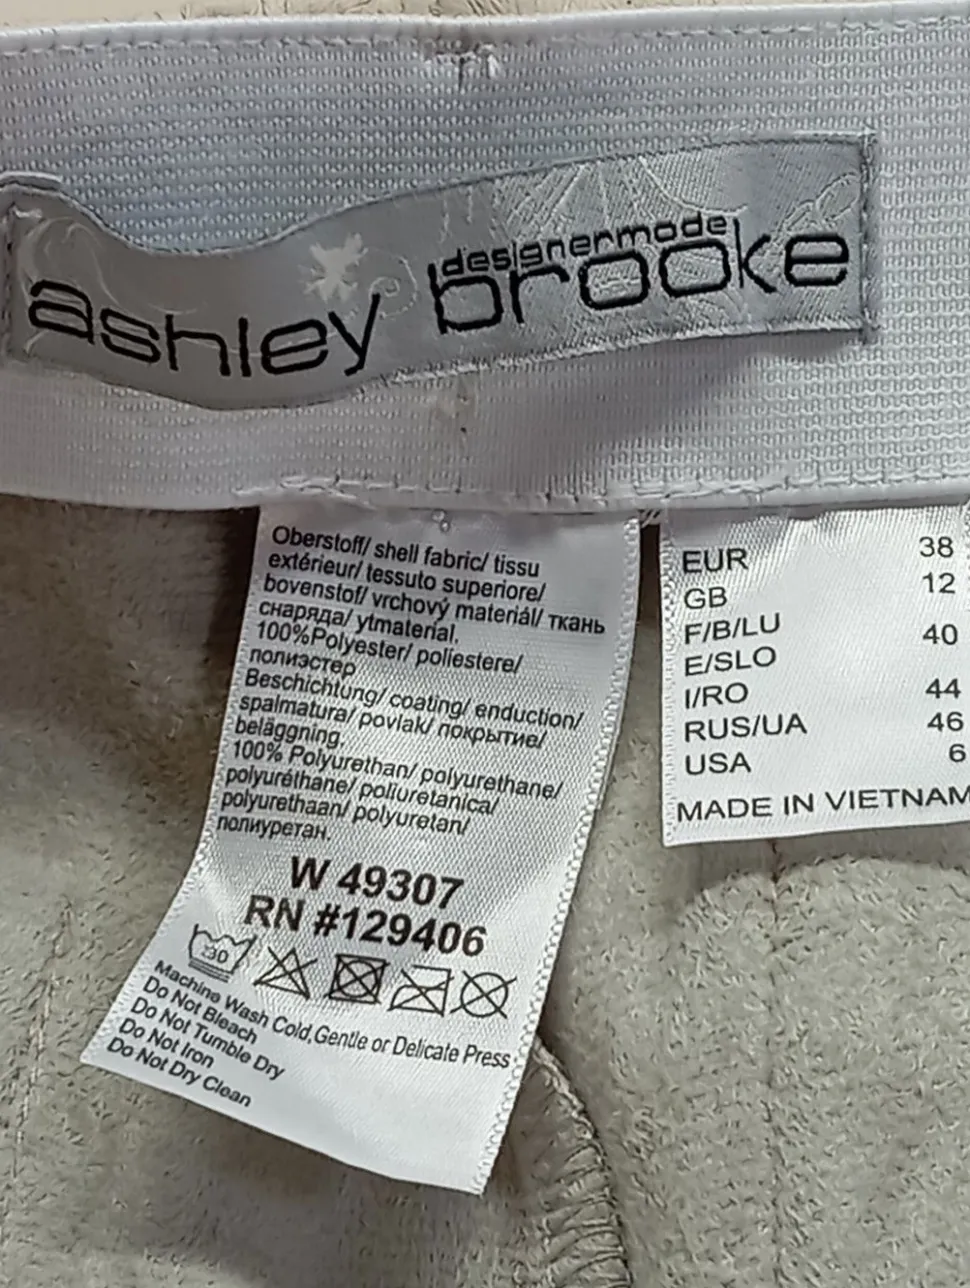 designermode
ashley brooke
Oberstoff/ shell fabric/ tissu
extérieur/ tessuto superiore/
bovenstof/ vrchový materiál/ ткань
снаряда/ ytmaterial.
100%Polyester/ poliestere/
полиэстер
Beschichtung/ coating/ enduction/
spalmatura/ povlak/ покрытие/
beläggning.
100% Polyurethan/ polyurethane/
polyuréthane/ poliuretanica/
polyurethaan/ polyuretan/
полиуретан.
W 49307
RN #129406
30
Machine Wash Cold,Gentle or Delicate Press
Do Not Bleach
Do Not Tumble Dry
Do Not Iron
Do Not Dry Clean
EUR 38
GB 12
F/B/LU 40
E/SLO
I/RO 44
RUS/UA 46
USA 6
MADE IN VIETNAM